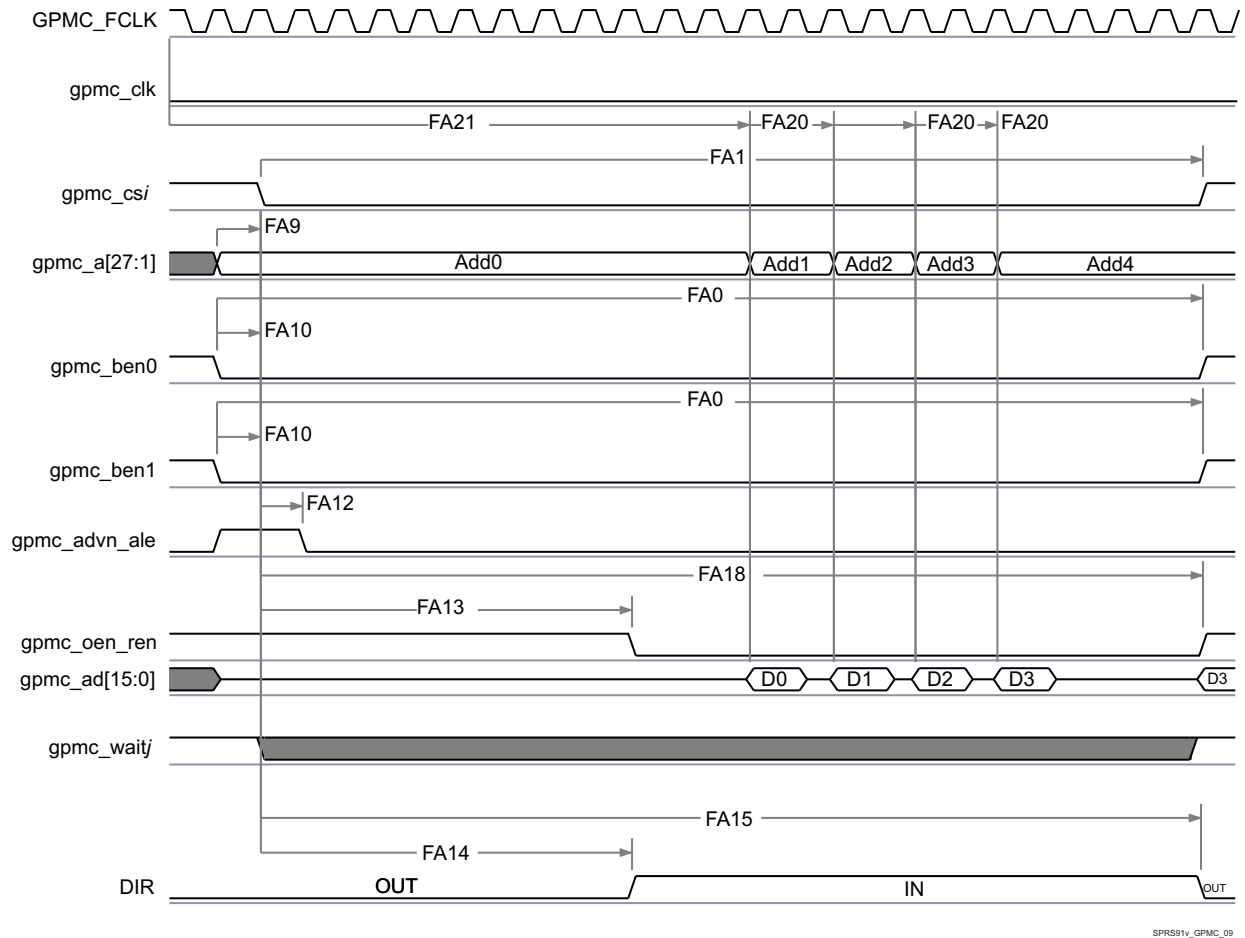 GPMC_FCLK
gpmc_clk
FA21 FA20 FA20 FA20
FA1
gpmc_csi
FA9
gpmc_a[27:1] Add0 Add1 Add2 Add3 Add4
FA0
FA10
gpmc_ben0
FA0
FA10
gpmc_ben1
FA12
gpmc_advn_ale
FA18
FA13
gpmc_oen_ren
gpmc_ad[15:0] D0 D1 D2 D3 D3
gpmc_waitj
FA15
FA14
DIR OUT IN OUT
SPRS91v_GPMC_09